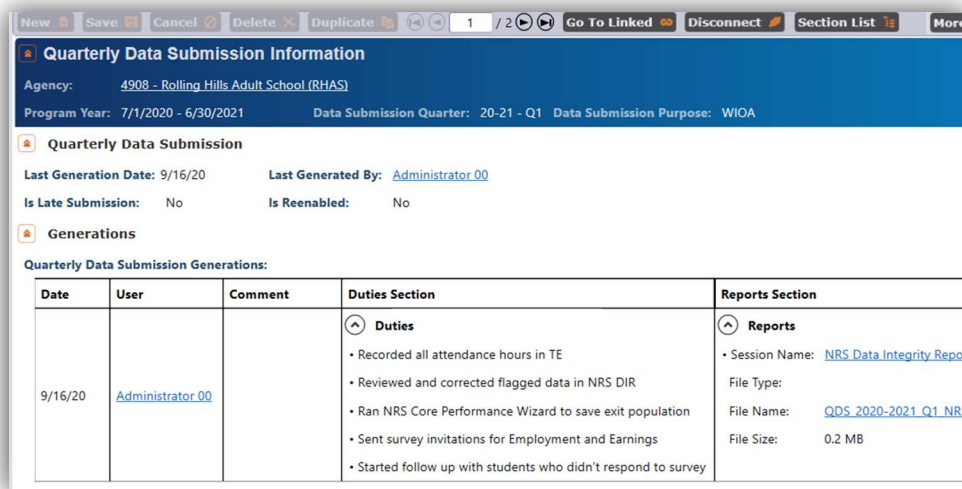 New Save Cancel Delete Duplicate 1 / 2 Go To Linked Disconnect Section List More
Quarterly Data Submission Information
Agency: 4908 - Rolling Hills Adult School (RHAS)
Program Year: 7/1/2020 - 6/30/2021 Data Submission Quarter: 20-21 - Q1 Data Submission Purpose: WIOA
Quarterly Data Submission
Last Generation Date: 9/16/20 Last Generated By: Administrator 00
Is Late Submission: No Is Reenabled: No
Generations
Quarterly Data Submission Generations:
Date User Comment Duties Section Reports Section
Duties Reports
• Recorded all attendance hours in TE • Session Name: NRS Data Integrity Repo
• Reviewed and corrected flagged data in NRS DIR File Type:
9/16/20 Administrator 00 • Ran NRS Core Performance Wizard to save exit population File Name: QDS_2020-2021_Q1_NR
• Sent survey invitations for Employment and Earnings File Size: 0.2 MB
• Started follow up with students who didn't respond to survey